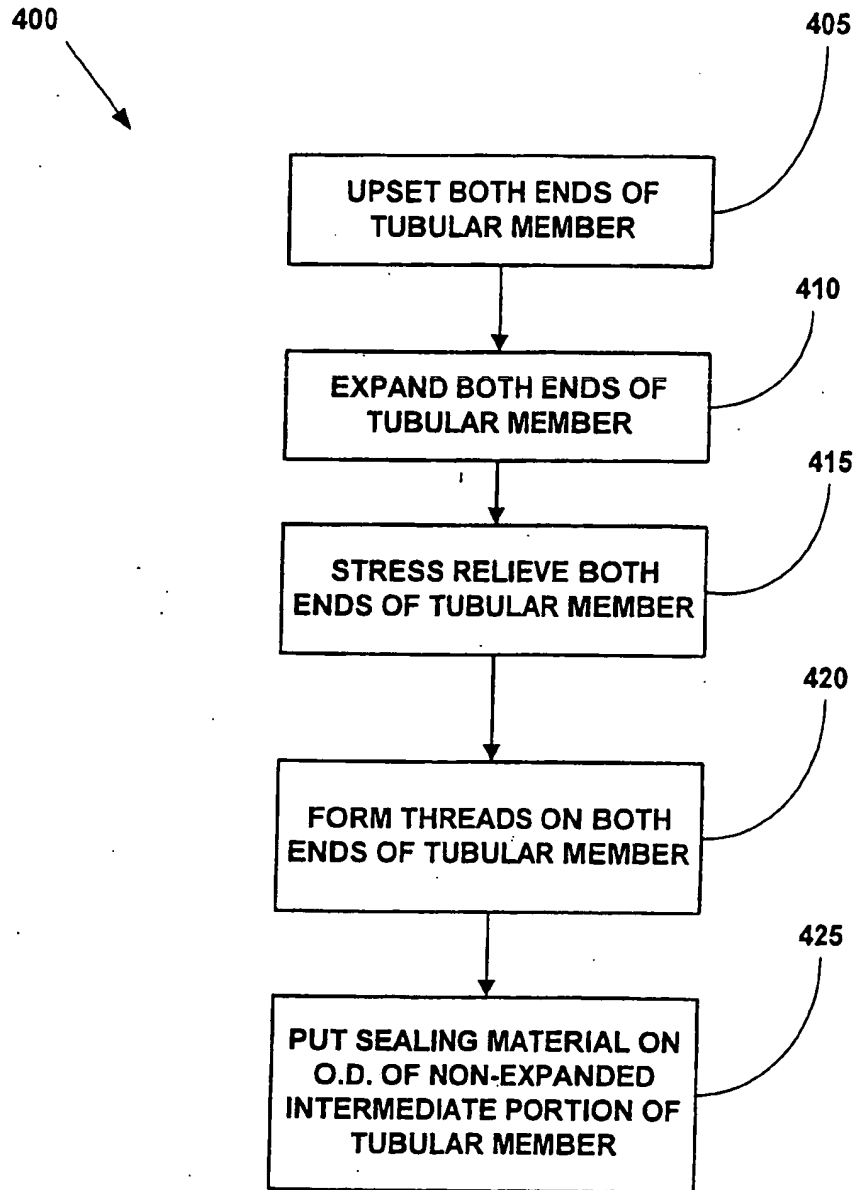 400
405
UPSET BOTH ENDS OF
TUBULAR MEMBER
410
EXPAND BOTH ENDS OF
TUBULAR MEMBER
415
STRESS RELIEVE BOTH
ENDS OF TUBULAR MEMBER
420
FORM THREADS ON BOTH
ENDS OF TUBULAR MEMBER
425
PUT SEALING MATERIAL ON
O.D. OF NON-EXPANDED
INTERMEDIATE PORTION OF
TUBULAR MEMBER